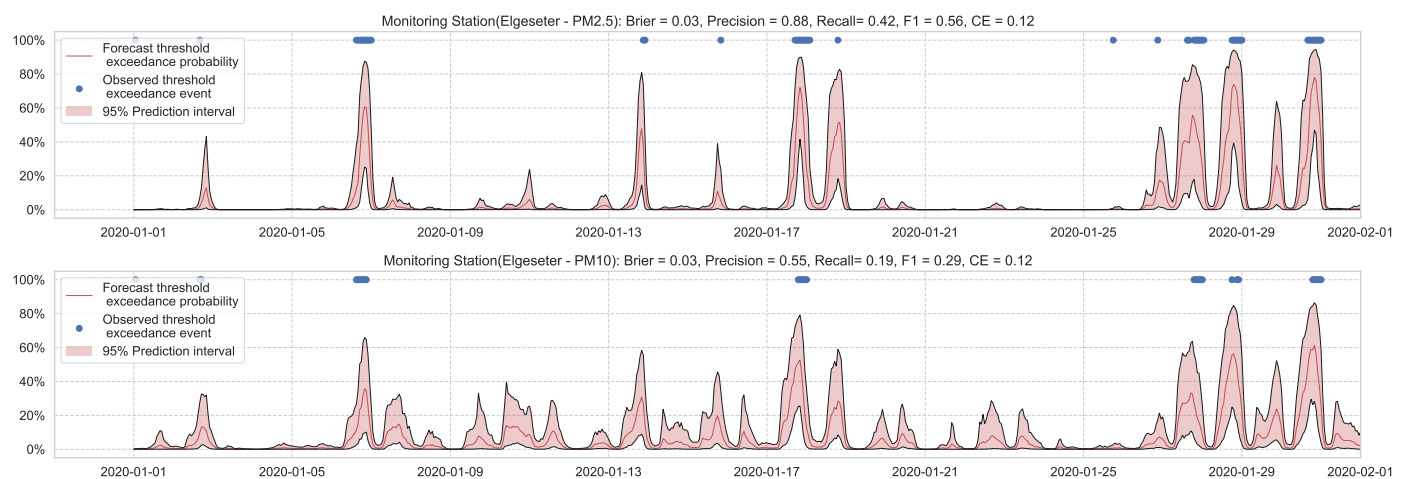 Monitoring Station(Elgeseter - PM2.5): Brier = 0.03, Precision = 0.88, Recall= 0.42, F1 = 0.56, CE = 0.12
100%
80%
60%
40%
20%
0%
Forecast threshold
exceedance probability
Observed threshold
exceedance event
95% Prediction interval
2020-01-01 2020-01-05 2020-01-09 2020-01-13 2020-01-17 2020-01-21 2020-01-25 2020-01-29 2020-02-01
Monitoring Station(Elgeseter - PM10): Brier = 0.03, Precision = 0.55, Recall= 0.19, F1 = 0.29, CE = 0.12
100%
80%
60%
40%
20%
0%
Forecast threshold
exceedance probability
Observed threshold
exceedance event
95% Prediction interval
2020-01-01 2020-01-05 2020-01-09 2020-01-13 2020-01-17 2020-01-21 2020-01-25 2020-01-29 2020-02-01